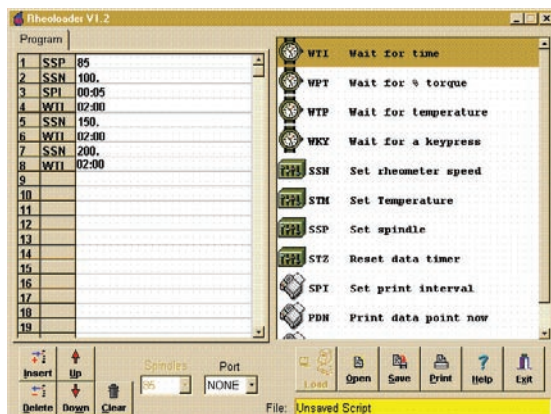 Rheoloader V1.2
Program
1 SSP 85
2 SSN 100.
3 SPI 00:05
4 WTI 02:00
5 SSN 150.
6 WTI 02:00
7 SSN 200.
8 WTI 02:00
9
10
11
12
13
14
15
16
17
18
19
WTI Wait for time
WPT Wait for % torque
WTP Wait for temperature
WKY Wait for a keypress
SSN Set rheometer speed
STM Set Temperature
SSP Set spindle
STZ Reset data timer
SPI Set print interval
PDN Print data point now
Insert Up
Delete Down Clear
Spindles
85
Port
NONE
Load Open Save Print Help Exit
File: Unsaved Script